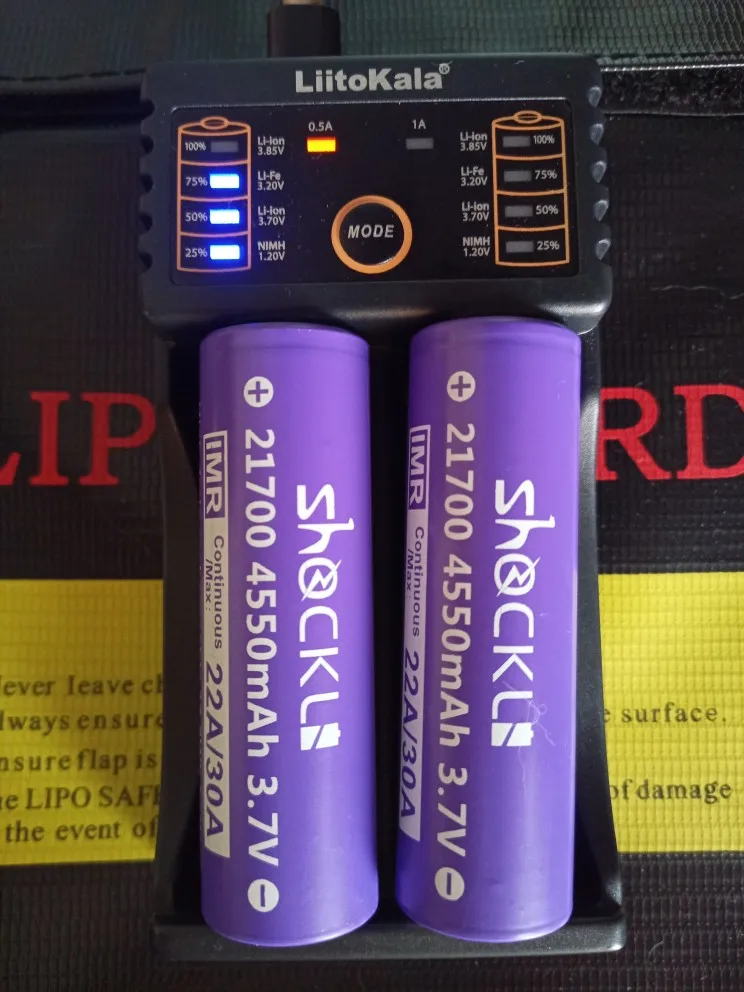 LiitoKala®
0.5A 1A
100% Li-ion 3.85V
75% Li-Fe 3.20V
50% Li-ion 3.70V
25% NIMH 1.20V
MODE
Li-ion 3.85V 100%
Li-Fe 3.20V 75%
Li-ion 3.70V 50%
NIMH 1.20V 25%
LIP
RD
shOCKLi
+ 21700 4550mAh 3.7V -
IMR Continuous /Max: 22A/30A
shOCKLi
+ 21700 4550mAh 3.7V -
IMR Continuous /Max: 22A/30A
ever leave
lways ensure
e surface.
nsure flap is
e LIPO SAF
of damage
the event of